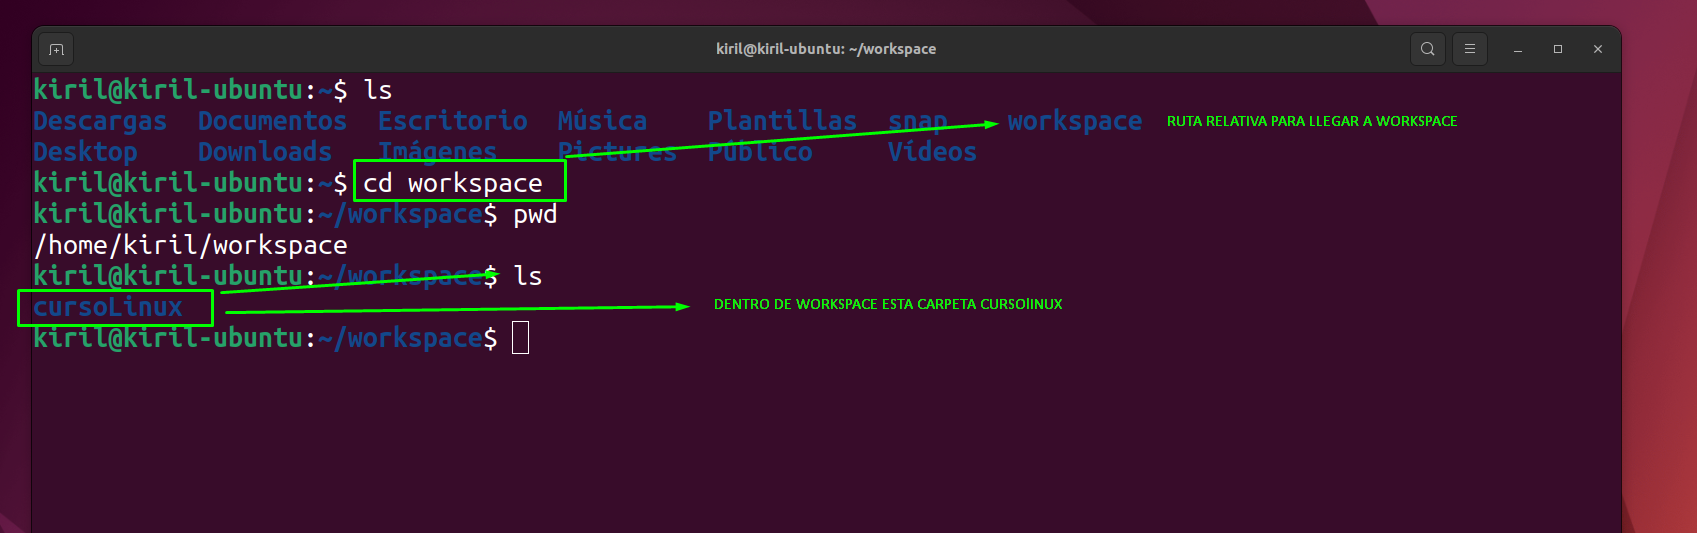 kiril@kiril-ubuntu: ~/workspace
kiril@kiril-ubuntu:~$ ls
Descargas Documentos Escritorio Música Plantillas snap workspace RUTA RELATIVA PARA LLEGAR A WORKSPACE
Desktop Downloads Imágenes Pictures Público Vídeos
kiril@kiril-ubuntu:~$ cd workspace
kiril@kiril-ubuntu:~/workspace$ pwd
/home/kiril/workspace
kiril@kiril-ubuntu:~/workspace$ ls
cursoLinux DENTRO DE WORKSPACE ESTA CARPETA CURSOlINUX
kiril@kiril-ubuntu:~/workspace$